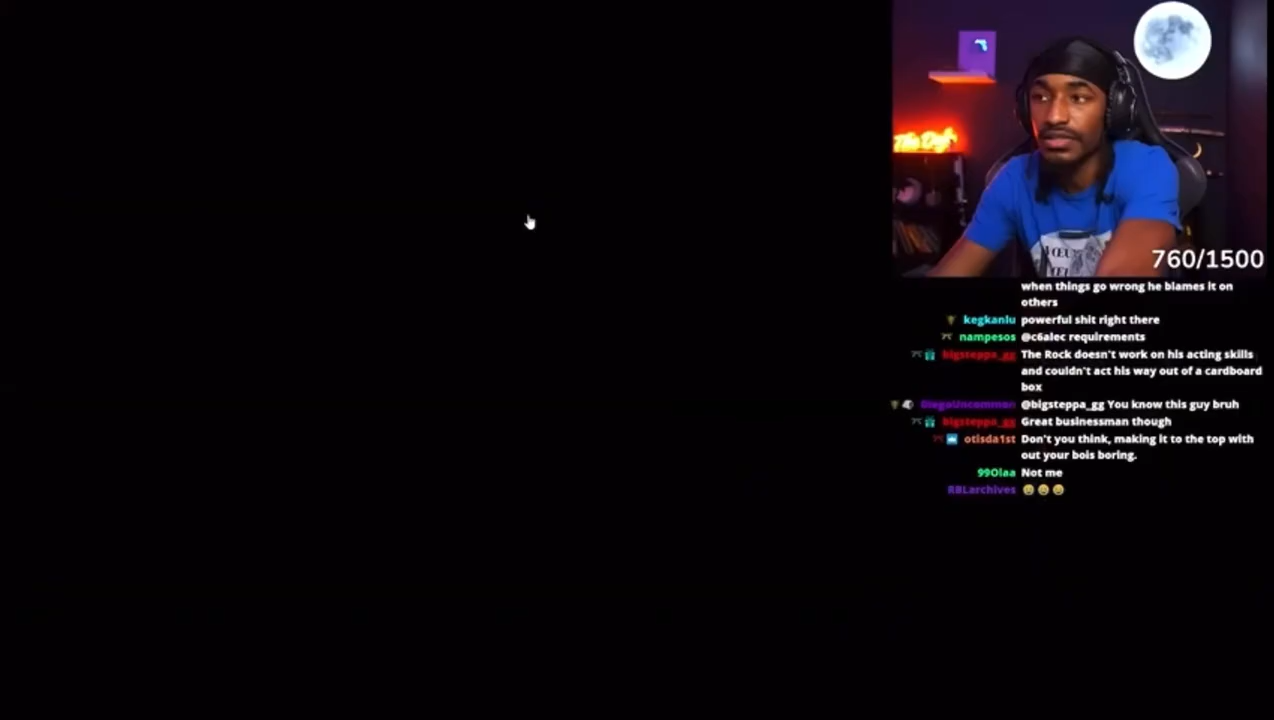 760/1500
when things go wrong he blames it on
others
kegkanlu powerful shit right there
nampesos @c6alec requirements
bigsteppa_gg The Rock doesn't work on his acting skills
and couldn't act his way out of a cardboard
box
DiegoUncommon @bigsteppa_gg You know this guy bruh
bigsteppa_gg Great businessman though
otisda1st Don't you think, making it to the top with
out your bois boring.
99Olaa Not me
RBLarchives